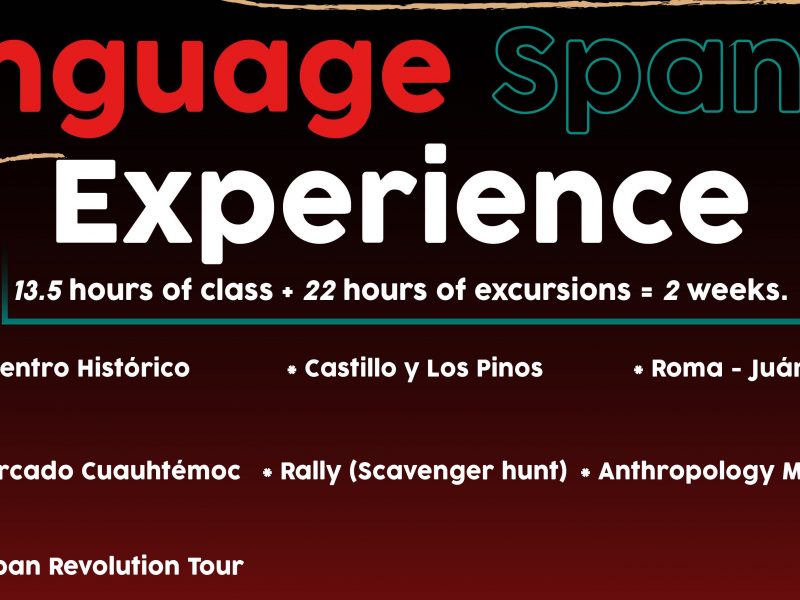 nguage Span
Experience
13.5 hours of class + 22 hours of excursions = 2 weeks.
entro Histórico * Castillo y Los Pinos * Roma - Juár
rcado Cuauhtémoc * Rally (Scavenger hunt) * Anthropology M
ban Revolution Tour